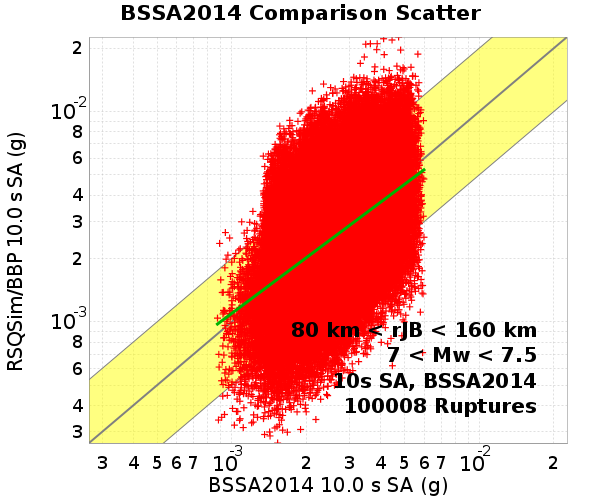 BSSA2014 Comparison Scatter
RSQSim/BBP 10.0 s SA (g)
2
10-2
8
6
4
3
2
10-3
8
6
4
3
80 km < rJB < 160 km
7 < Mw < 7.5
10s SA, BSSA2014
100008 Ruptures
3 4 5 6 7 10-3 2 3 4 5 6 7 10-2 2
BSSA2014 10.0 s SA (g)